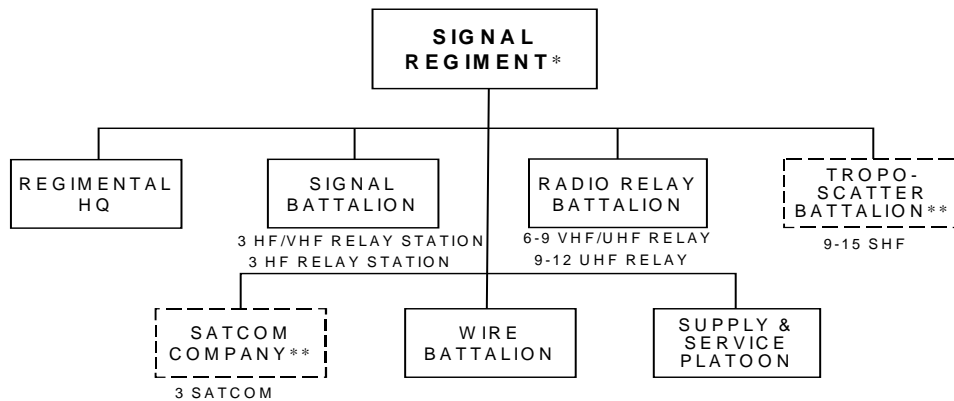 SIGNAL
REGIMENT*
REGIMENTAL
HQ
SIGNAL
BATTALION
3 HF/VHF RELAY STATION
3 HF RELAY STATION
RADIO RELAY
BATTALION
6-9 VHF/UHF RELAY
9-12 UHF RELAY
TROPO-
SCATTER
BATTALION**
9-15 SHF
SATCOM
COMPANY**
3 SATCOM
WIRE
BATTALION
SUPPLY &
SERVICE
PLATOON